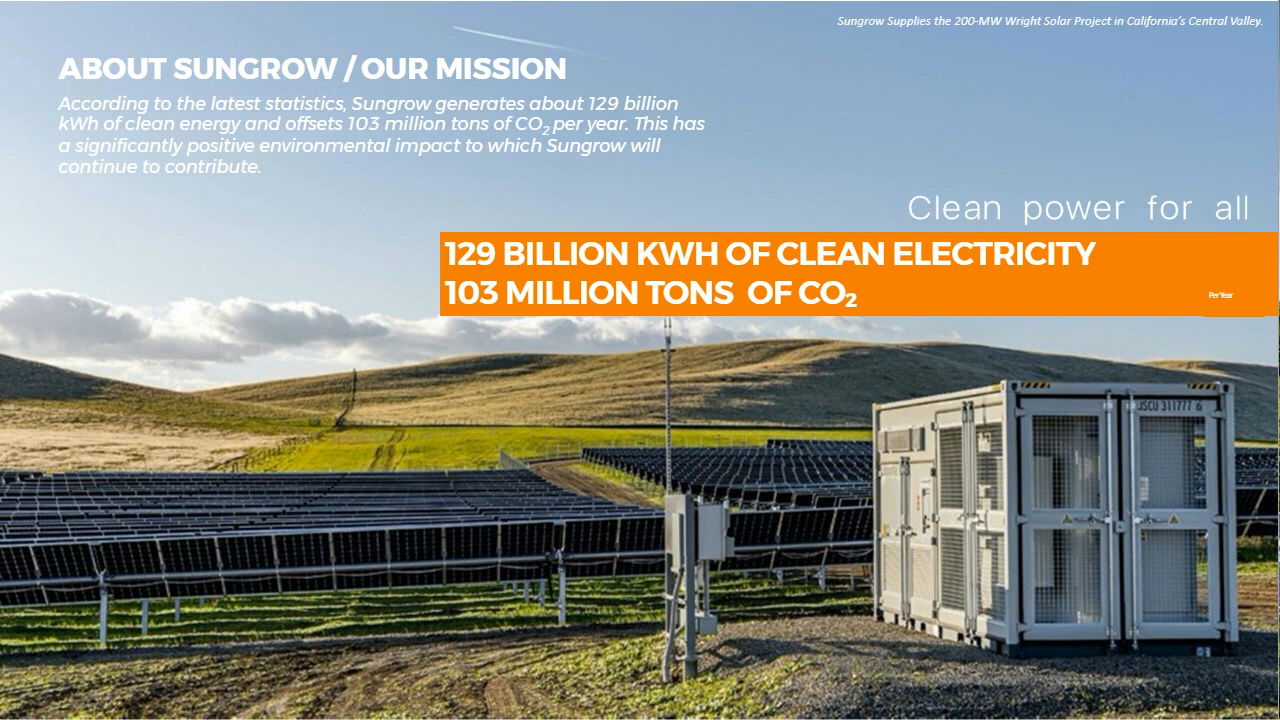 Sungrow Supplies the 200-MW Wright Solar Project in California's Central Valley.
ABOUT SUNGROW / OUR MISSION
According to the latest statistics, Sungrow generates about 129 billion
kWh of clean energy and offsets 103 million tons of CO₂ per year. This has
a significantly positive environmental impact to which Sungrow will
continue to contribute.
Clean power for all
129 BILLION KWH OF CLEAN ELECTRICITY
103 MILLION TONS OF CO₂
Per Year
USCU 311777 6